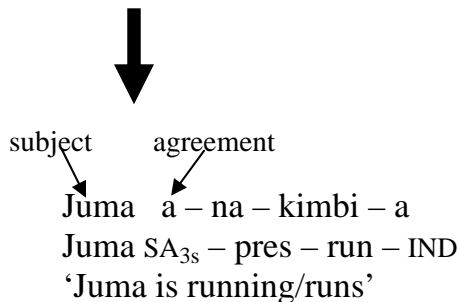 subject agreement
Juma a – na – kimbi – a
Juma SA3s – pres – run – IND
‘Juma is running/runs’